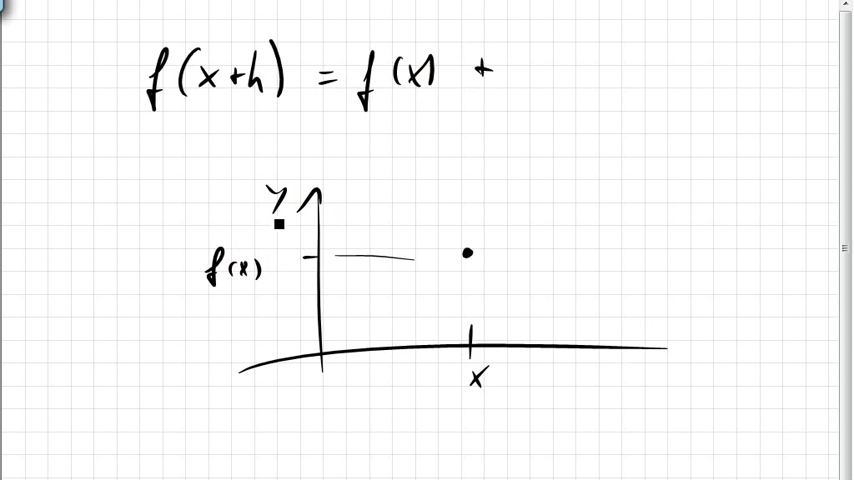 f(x+h) = f(x) +
y
f(x)
x